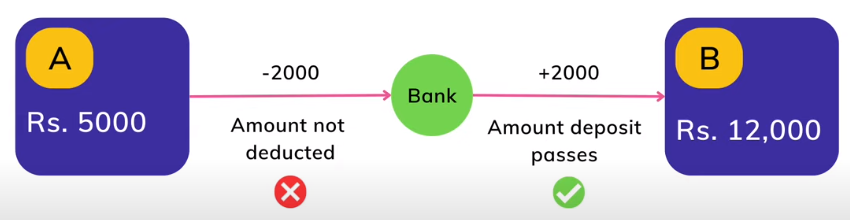 A
Rs. 5000
-2000
Amount not
deducted
Bank
+2000
Amount deposit
passes
B
Rs. 12,000